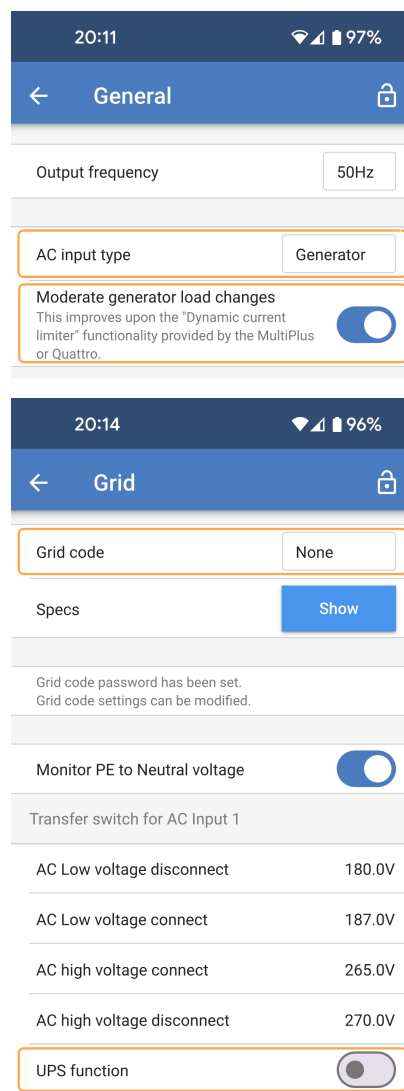 20:11
97%
General
Output frequency
50Hz
AC input type
Generator
Moderate generator load changes
This improves upon the "Dynamic current
limiter" functionality provided by the MultiPlus
or Quattro.
20:14
96%
Grid
Grid code
None
Specs
Show
Grid code password has been set.
Grid code settings can be modified.
Monitor PE to Neutral voltage
Transfer switch for AC Input 1
AC Low voltage disconnect
180.0V
AC Low voltage connect
187.0V
AC high voltage connect
265.0V
AC high voltage disconnect
270.0V
UPS function